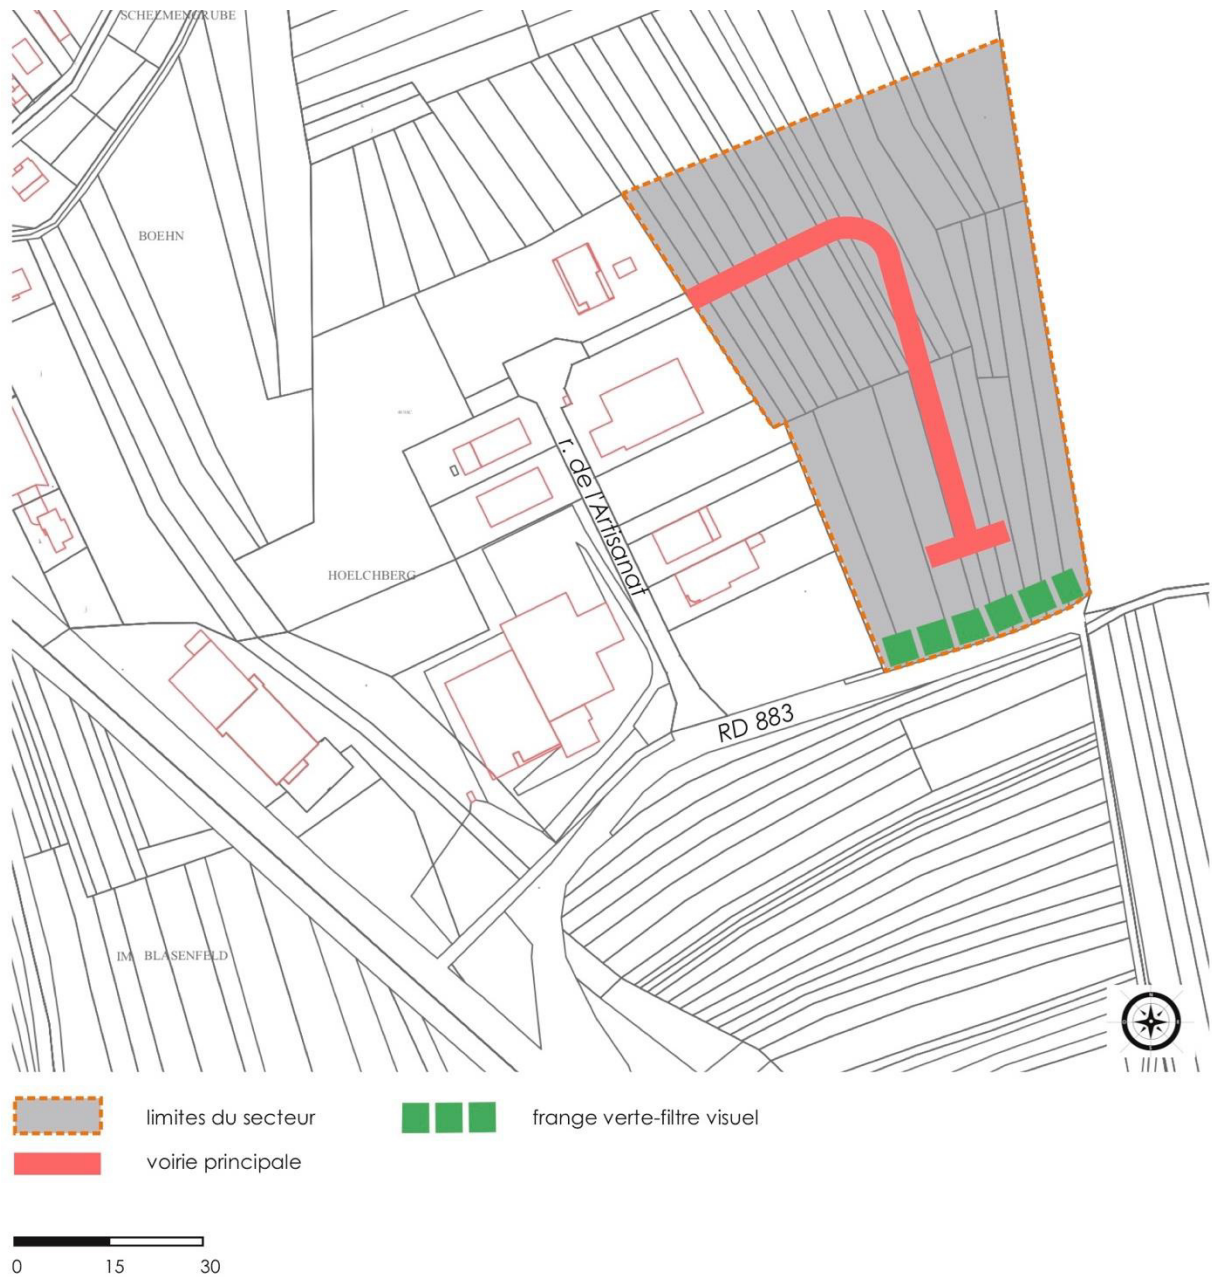 SCHELMENGRUBE
BOEHN
r. de l'Artisanat
HOELCHBERG
RD 883
IM BLASENFELD
limites du secteur
frange verte-filtre visuel
voirie principale
0 15 30